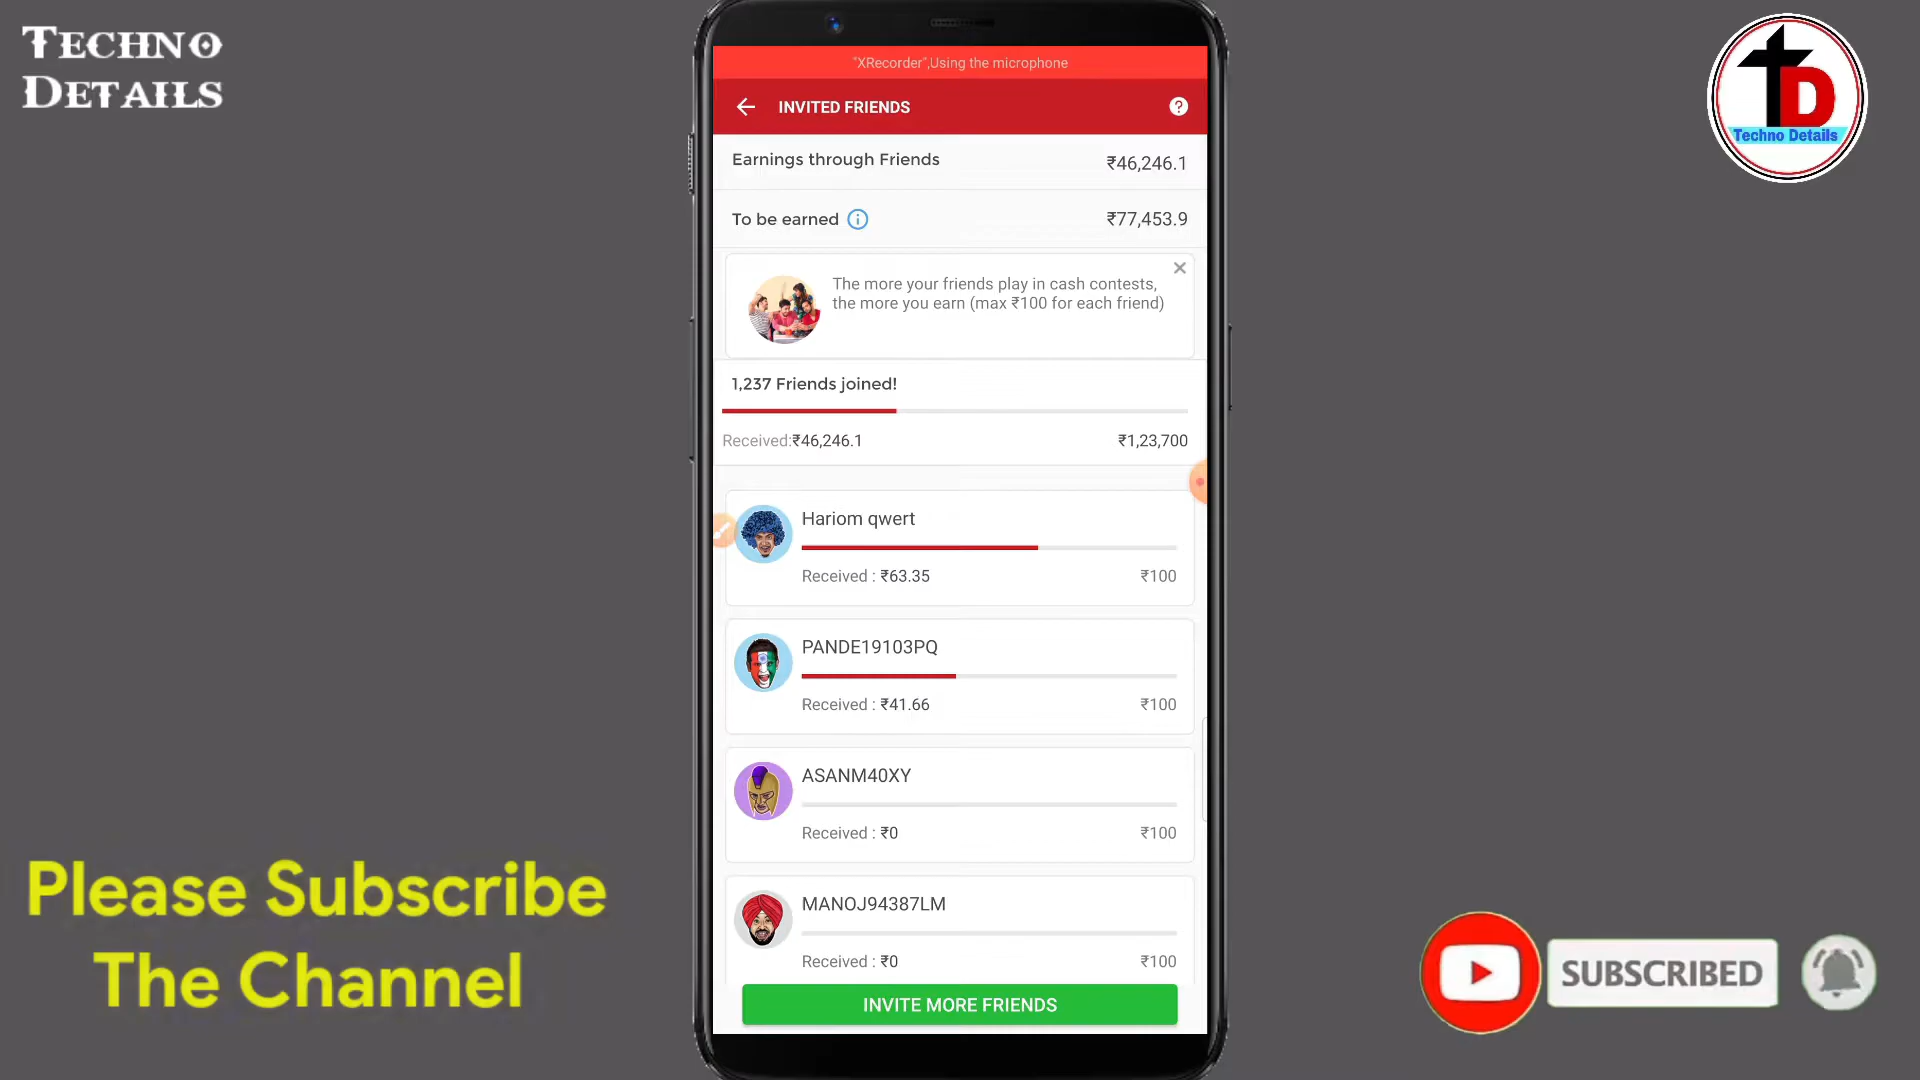 TECHNO
DETAILS
tD
Techno Details
"XRecorder",Using the microphone
INVITED FRIENDS
?
Earnings through Friends
₹46,246.1
To be earned
₹77,453.9
The more your friends play in cash contests,
the more you earn (max ₹100 for each friend)
1,237 Friends joined!
Received:₹46,246.1
₹1,23,700
Hariom qwert
Received : ₹63.35
₹100
PANDE19103PQ
Received : ₹41.66
₹100
ASANM40XY
Received : ₹0
₹100
MANOJ94387LM
Received : ₹0
₹100
INVITE MORE FRIENDS
Please Subscribe
The Channel
SUBSCRIBED